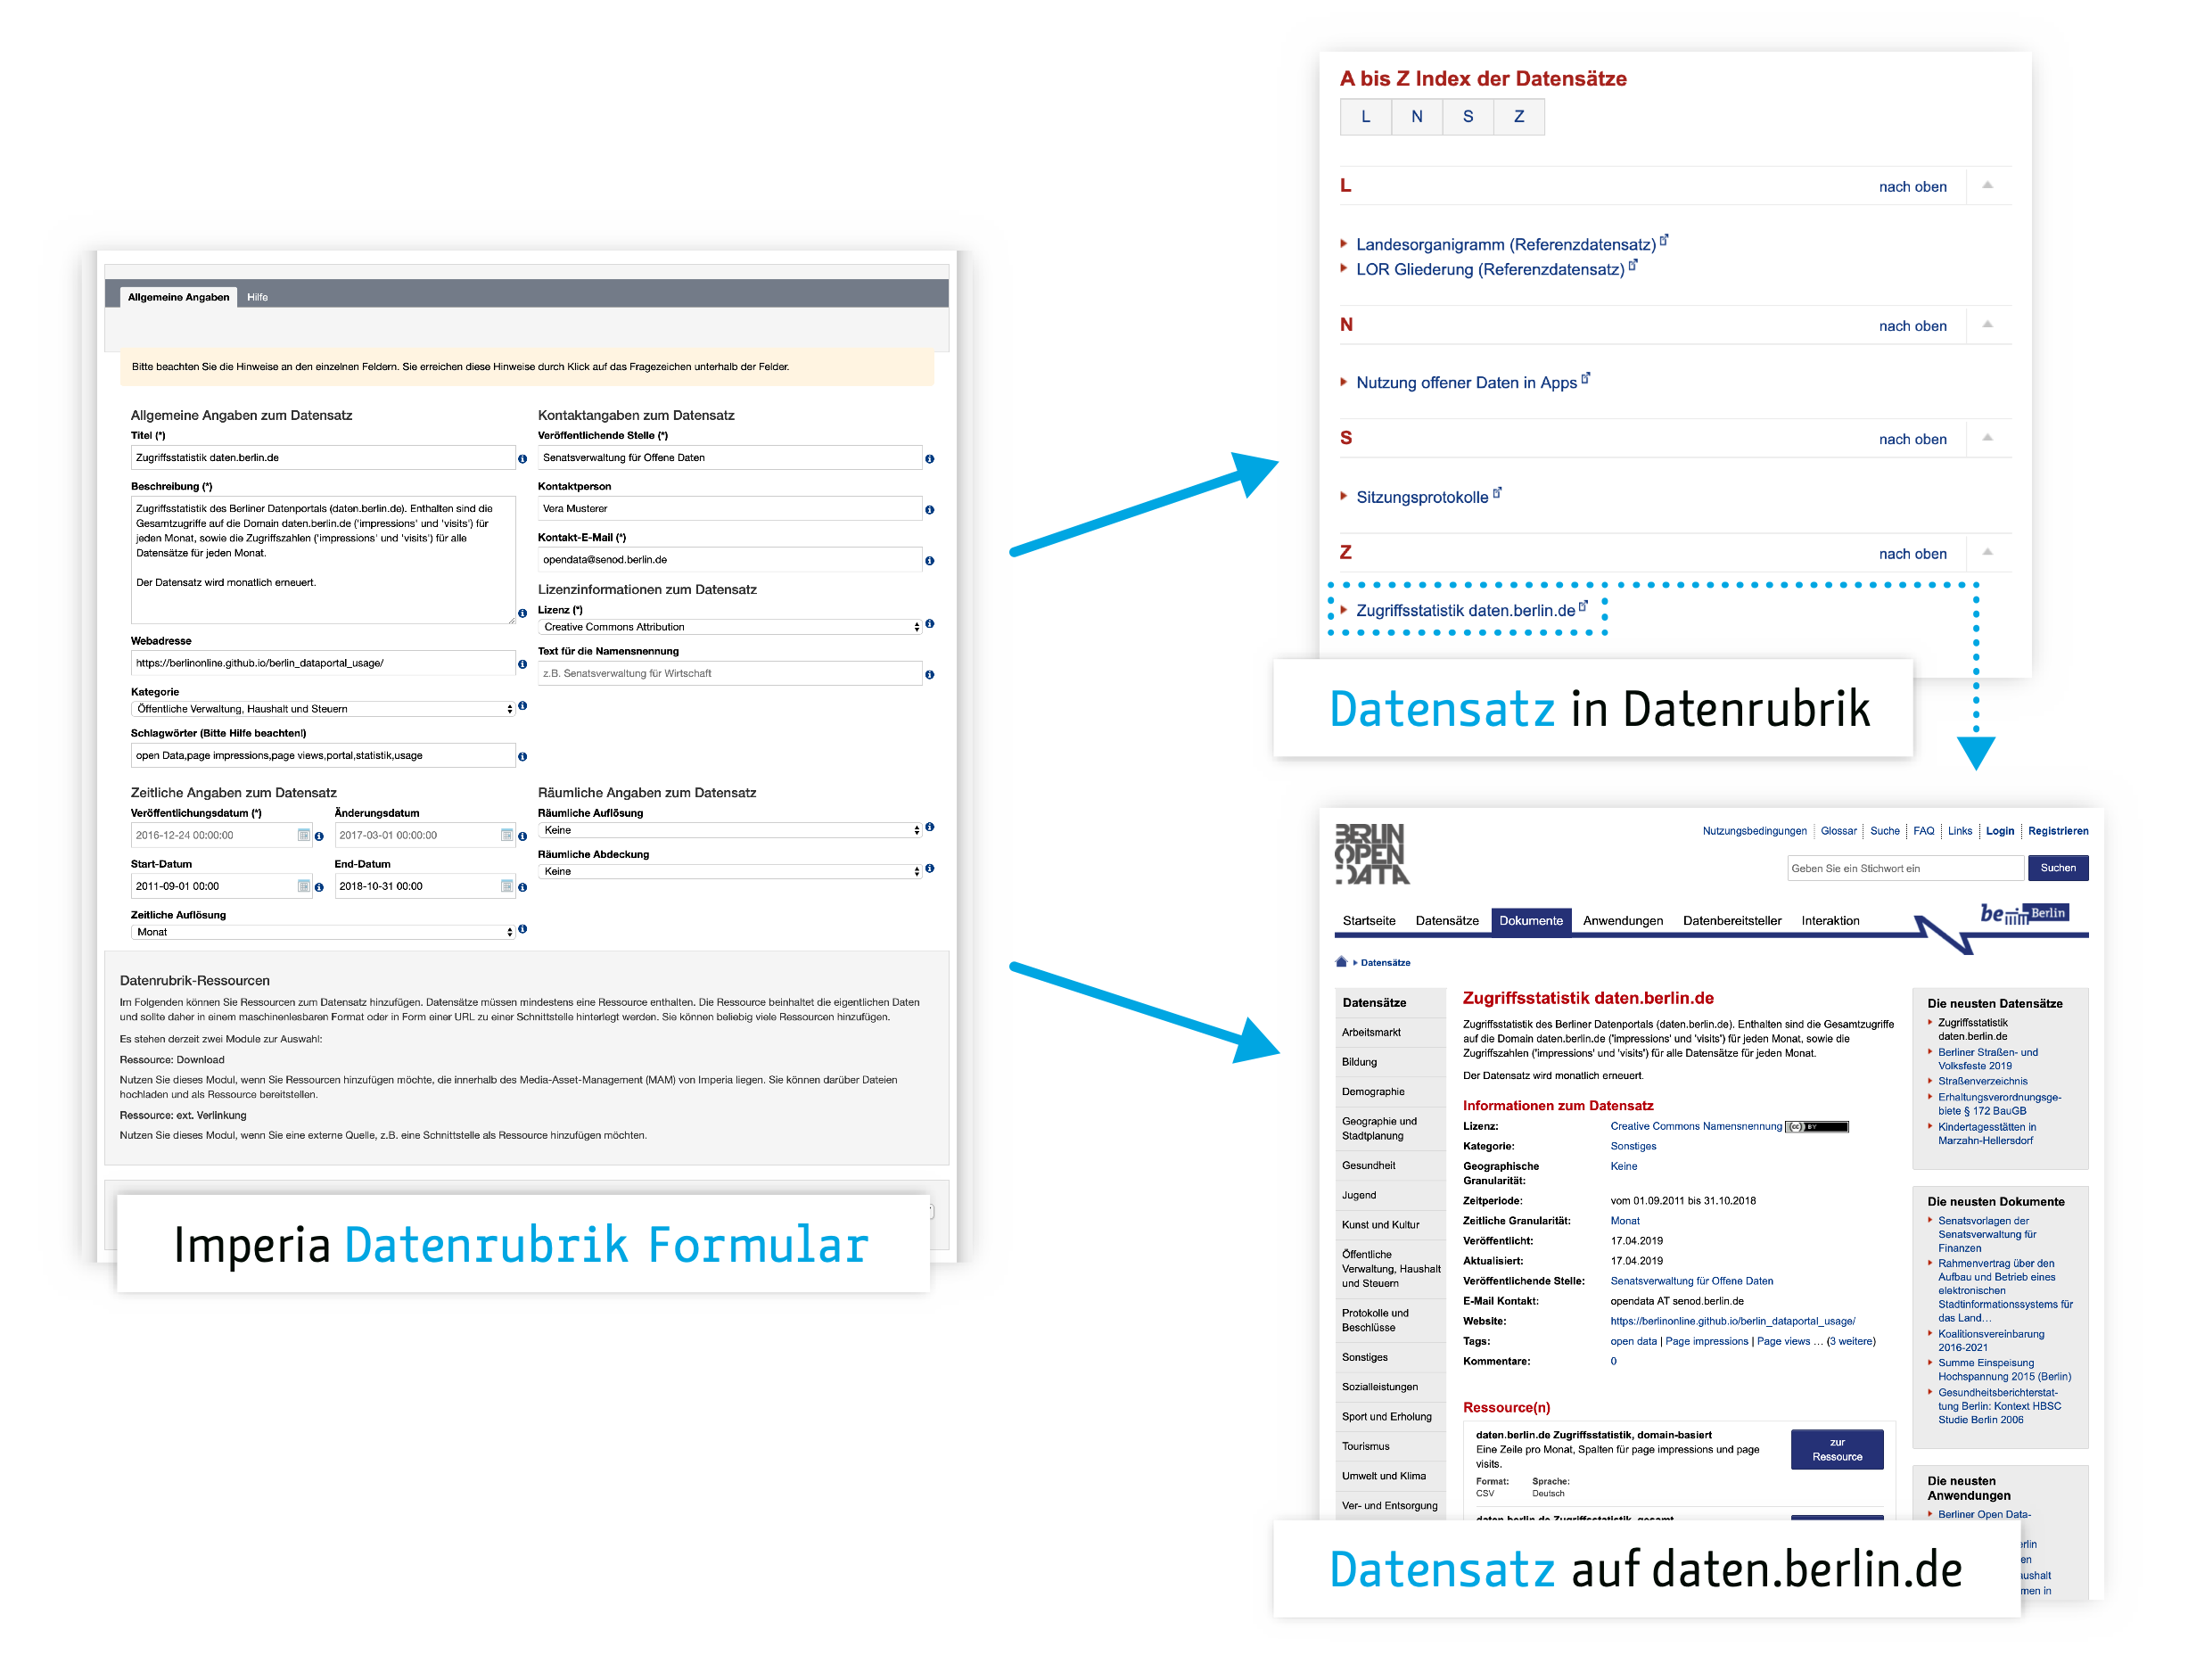 Allgemeine Angaben
Hilfe
Bitte beachten Sie die Hinweise an den einzelnen Feldern. Sie erreichen diese Hinweise durch Klick auf das Fragezeichen unterhalb der Felder.
Allgemeine Angaben zum Datensatz
Titel (*)
Zugriffsstatistik daten.berlin.de
Beschreibung (*)
Zugriffsstatistik des Berliner Datenportals (daten.berlin.de). Enthalten sind die
Gesamtzugriffe auf die Domain daten.berlin.de ('impressions' und 'visits') für
jeden Monat, sowie die Zugriffszahlen ('impressions' und 'visits') für alle
Datensätze für jeden Monat.
Der Datensatz wird monatlich erneuert.
Webadresse
https://berlinonline.github.io/berlin_dataportal_usage/
Kategorie
Öffentliche Verwaltung, Haushalt und Steuern
Schlagwörter (Bitte Hilfe beachten!)
open Data,page impressions,page views,portal,statistik,usage
Kontaktangaben zum Datensatz
Veröffentlichende Stelle (*)
Senatsverwaltung für Offene Daten
Kontaktperson
Vera Musterer
Kontakt-E-Mail (*)
opendata@senod.berlin.de
Lizenzinformationen zum Datensatz
Lizenz (*)
Creative Commons Attribution
Text für die Namensnennung
z.B. Senatsverwaltung für Wirtschaft
Zeitliche Angaben zum Datensatz
Veröffentlichungsdatum (*)
Änderungsdatum
2016-12-24 00:00:00
2017-03-01 00:00:00
Start-Datum
End-Datum
2011-09-01 00:00
2018-10-31 00:00
Zeitliche Auflösung
Monat
Räumliche Angaben zum Datensatz
Räumliche Auflösung
Keine
Räumliche Abdeckung
Keine
Datenrubrik-Ressourcen
Im Folgenden können Sie Ressourcen zum Datensatz hinzufügen. Datensätze müssen mindestens eine Ressource enthalten. Die Ressource beinhaltet die eigentlichen Daten
und sollte daher in einem maschinenlesbaren Format oder in Form einer URL zu einer Schnittstelle hinterlegt werden. Sie können beliebig viele Ressourcen hinzufügen.
Es stehen derzeit zwei Module zur Auswahl:
Ressource: Download
Nutzen Sie dieses Modul, wenn Sie Ressourcen hinzufügen möchte, die innerhalb des Media-Asset-Management (MAM) von Imperia liegen. Sie können darüber Dateien
hochladen und als Ressource bereitstellen.
Ressource: ext. Verlinkung
Nutzen Sie dieses Modul, wenn Sie eine externe Quelle, z.B. eine Schnittstelle als Ressource hinzufügen möchten.
Imperia Datenrubrik Formular
A bis Z Index der Datensätze
L N S Z
L nach oben
Landesorganigramm (Referenzdatensatz)
LOR Gliederung (Referenzdatensatz)
N nach oben
Nutzung offener Daten in Apps
S nach oben
Sitzungsprotokolle
Z nach oben
Zugriffsstatistik daten.berlin.de
Datensatz in Datenrubrik
BERLIN
OPEN
DATA
Nutzungsbedingungen Glossar Suche FAQ Links Login Registrieren
Geben Sie ein Stichwort ein
Suchen
Startseite Datensätze Dokumente Anwendungen Datenbereitsteller Interaktion
be Berlin
Datensätze
Datensätze
Arbeitsmarkt
Bildung
Demographie
Geographie und
Stadtplanung
Gesundheit
Jugend
Kunst und Kultur
Öffentliche
Verwaltung, Haushalt
und Steuern
Protokolle und
Beschlüsse
Sonstiges
Sozialleistungen
Sport und Erholung
Tourismus
Umwelt und Klima
Ver- und Entsorgung
Zugriffsstatistik daten.berlin.de
Zugriffsstatistik des Berliner Datenportals (daten.berlin.de). Enthalten sind die Gesamtzugriffe
auf die Domain daten.berlin.de ('impressions' und 'visits') für jeden Monat, sowie die
Zugriffszahlen ('impressions' und 'visits') für alle Datensätze für jeden Monat.
Der Datensatz wird monatlich erneuert.
Informationen zum Datensatz
Lizenz: Creative Commons Namensnennung (cc) BY
Kategorie: Sonstiges
Geographische Keine
Granularität:
Zeitperiode: vom 01.09.2011 bis 31.10.2018
Zeitliche Granularität: Monat
Veröffentlicht: 17.04.2019
Aktualisiert: 17.04.2019
Veröffentlichende Stelle: Senatsverwaltung für Offene Daten
E-Mail Kontakt: opendata AT senod.berlin.de
Website: https://berlinonline.github.io/berlin_dataportal_usage/
Tags: open data | Page impressions | Page views ... (3 weitere)
Kommentare: 0
Ressource(n)
daten.berlin.de Zugriffsstatistik, domain-basiert
Eine Zeile pro Monat, Spalten für page impressions und page
visits.
Format: Sprache:
CSV Deutsch
zur
Ressource
daten.berlin.de Zugriffsstatistik, gesamt
Die neusten Datensätze
Zugriffsstatistik
daten.berlin.de
Berliner Straßen- und
Volksfeste 2019
Straßenverzeichnis
Erhaltungsverordnungsge-
biete § 172 BauGB
Kindertagesstätten in
Marzahn-Hellersdorf
Die neusten Dokumente
Senatsvorlagen der
Senatsverwaltung für
Finanzen
Rahmenvertrag über den
Aufbau und Betrieb eines
elektronischen
Stadtinformationssystems für
das Land...
Koalitionsvereinbarung
2016-2021
Summe Einspeisung
Hochspannung 2015 (Berlin)
Gesundheitsberichterstat-
tung Berlin: Kontext HBSC
Studie Berlin 2006
Die neusten
Anwendungen
Berliner Open Data-
erlin
en
aushalt
men in
Datensatz auf daten.berlin.de